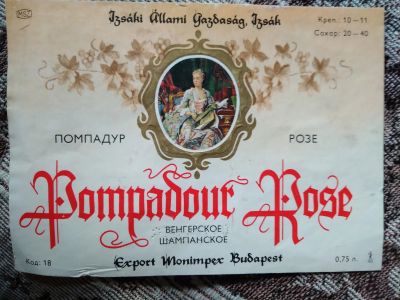 Izsáki Állami Gazdaság, Izsák
Креп.: 10 – 11
Сахар: 20 – 40
ПОМПАДУР
РОЗЕ
Pompadour Rose
ВЕНГЕРСКОЕ
ШАМПАНСКОЕ
Код: 18
Export Monimpex Budapest
0,75 л.